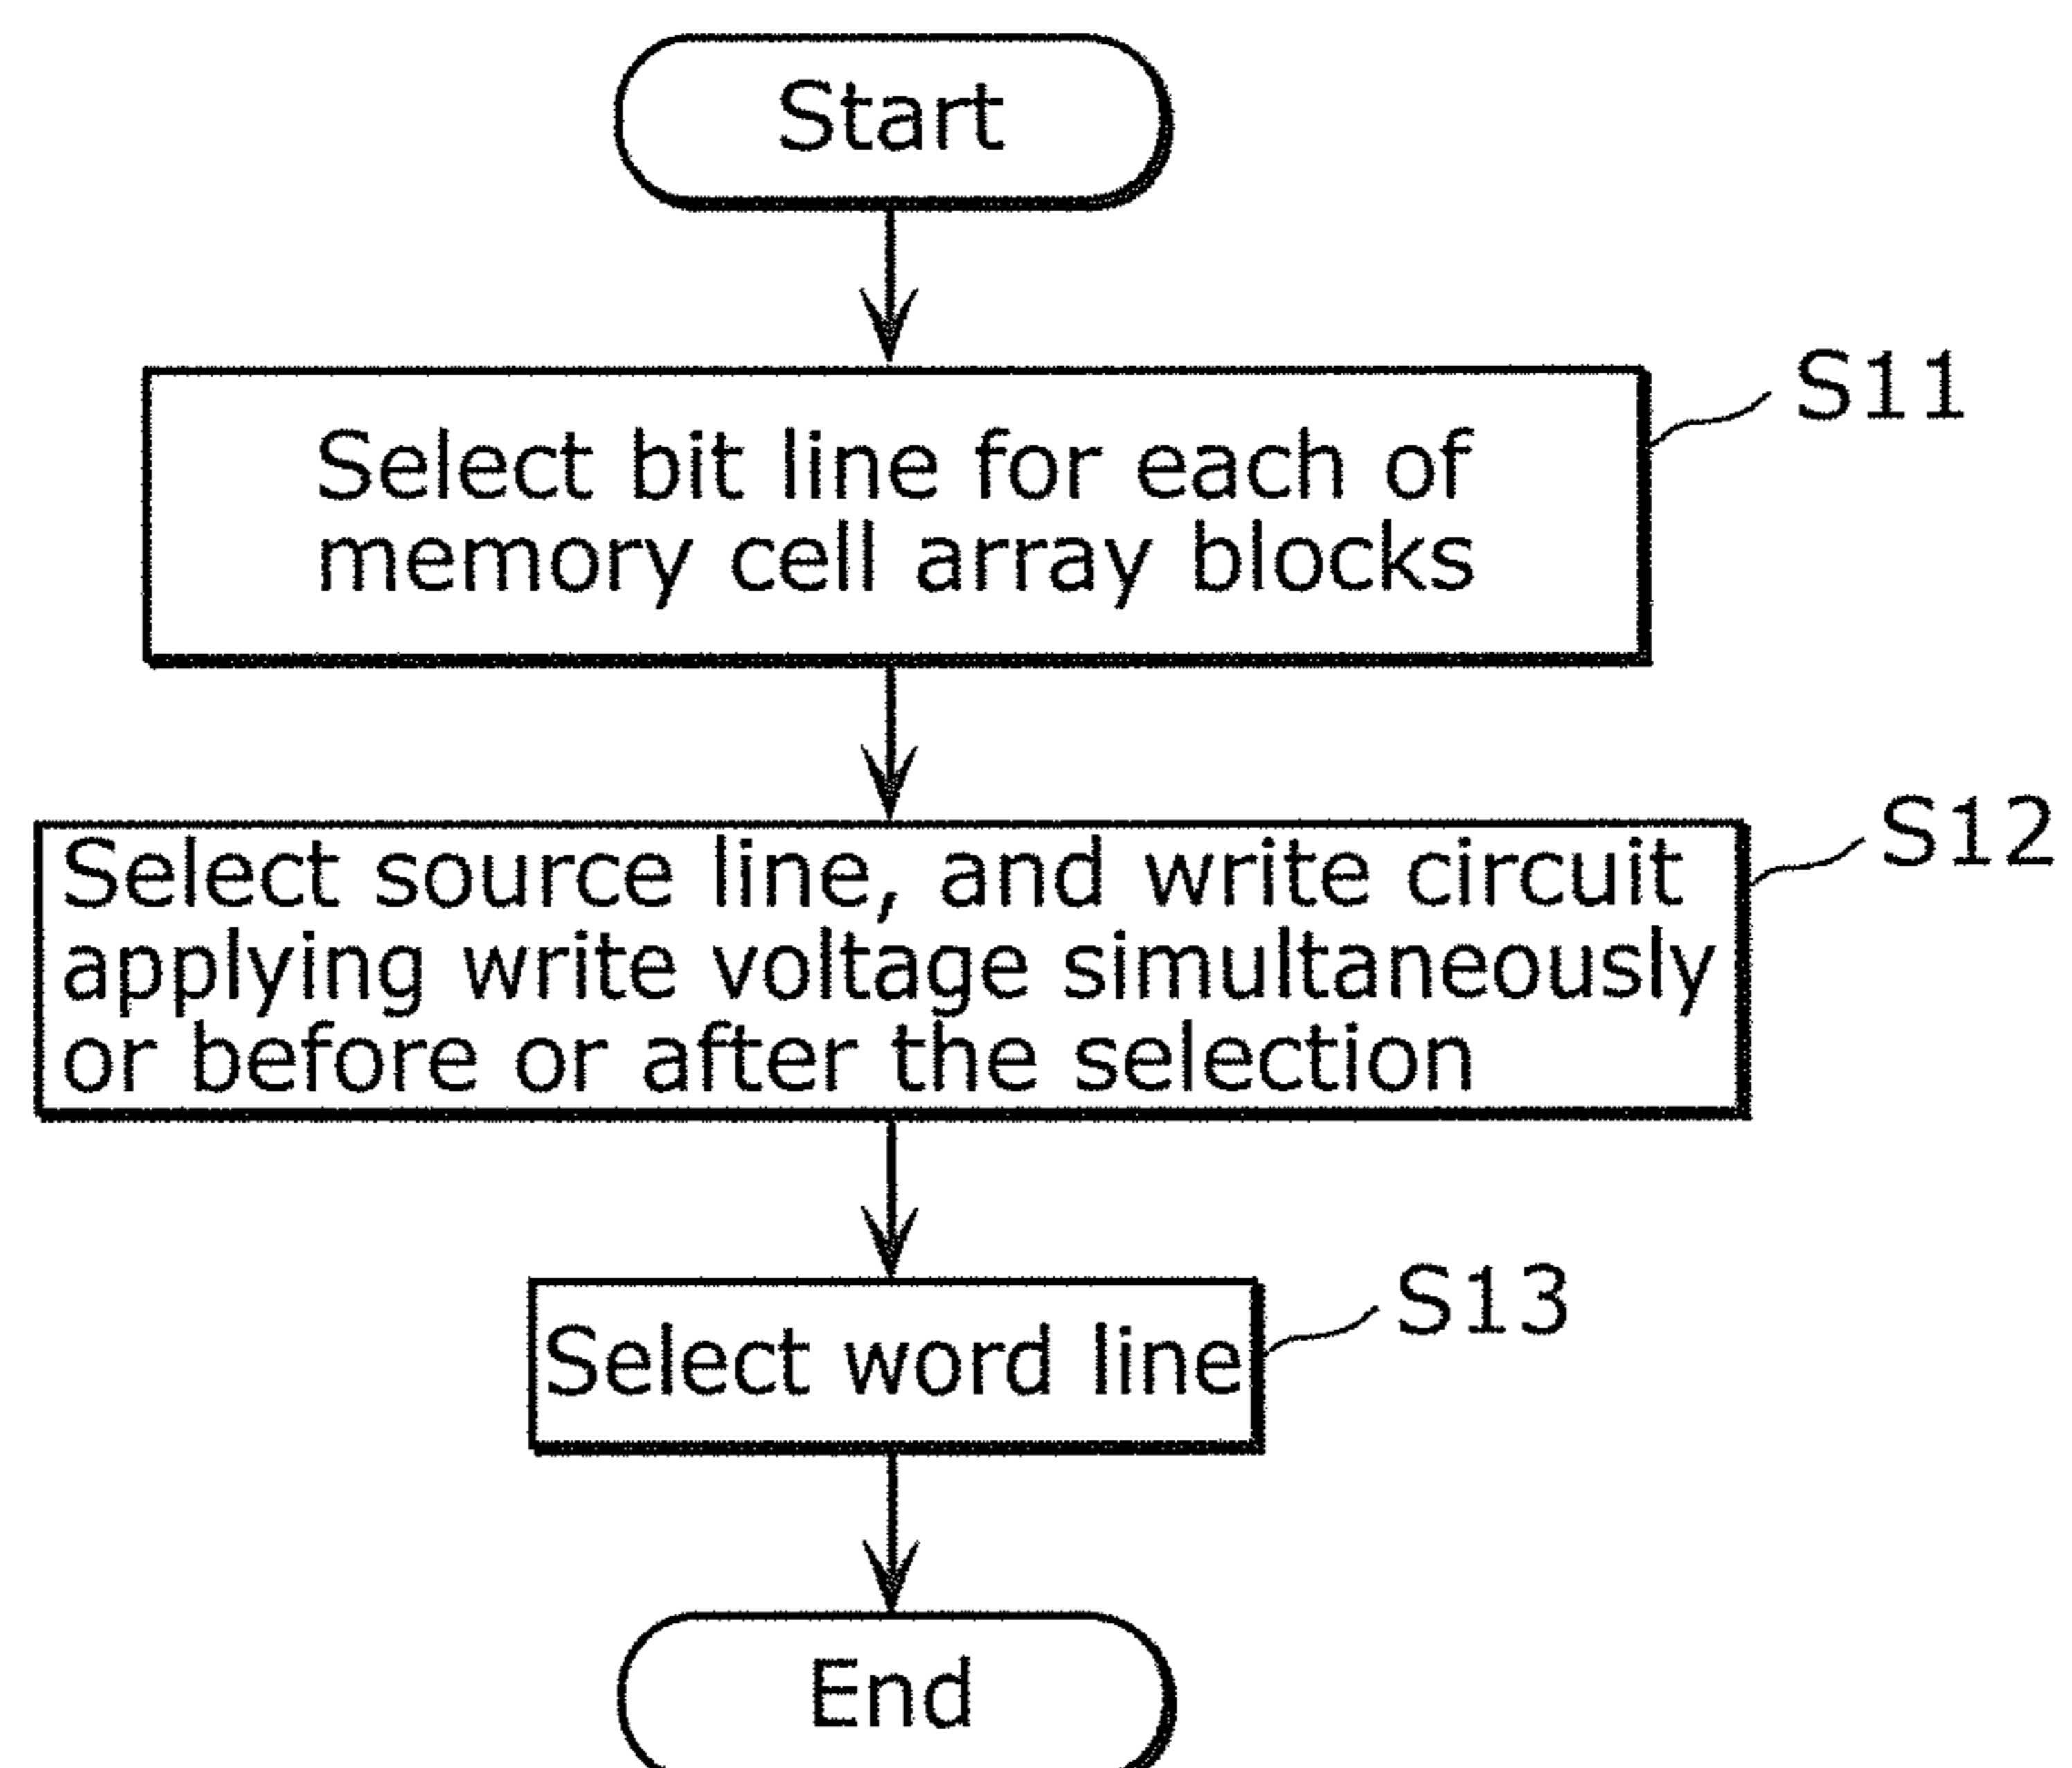 Start
S11
Select bit line for each of
memory cell array blocks
S12
Select source line, and write circuit
applying write voltage simultaneously
or before or after the selection
S13
Select word line
End